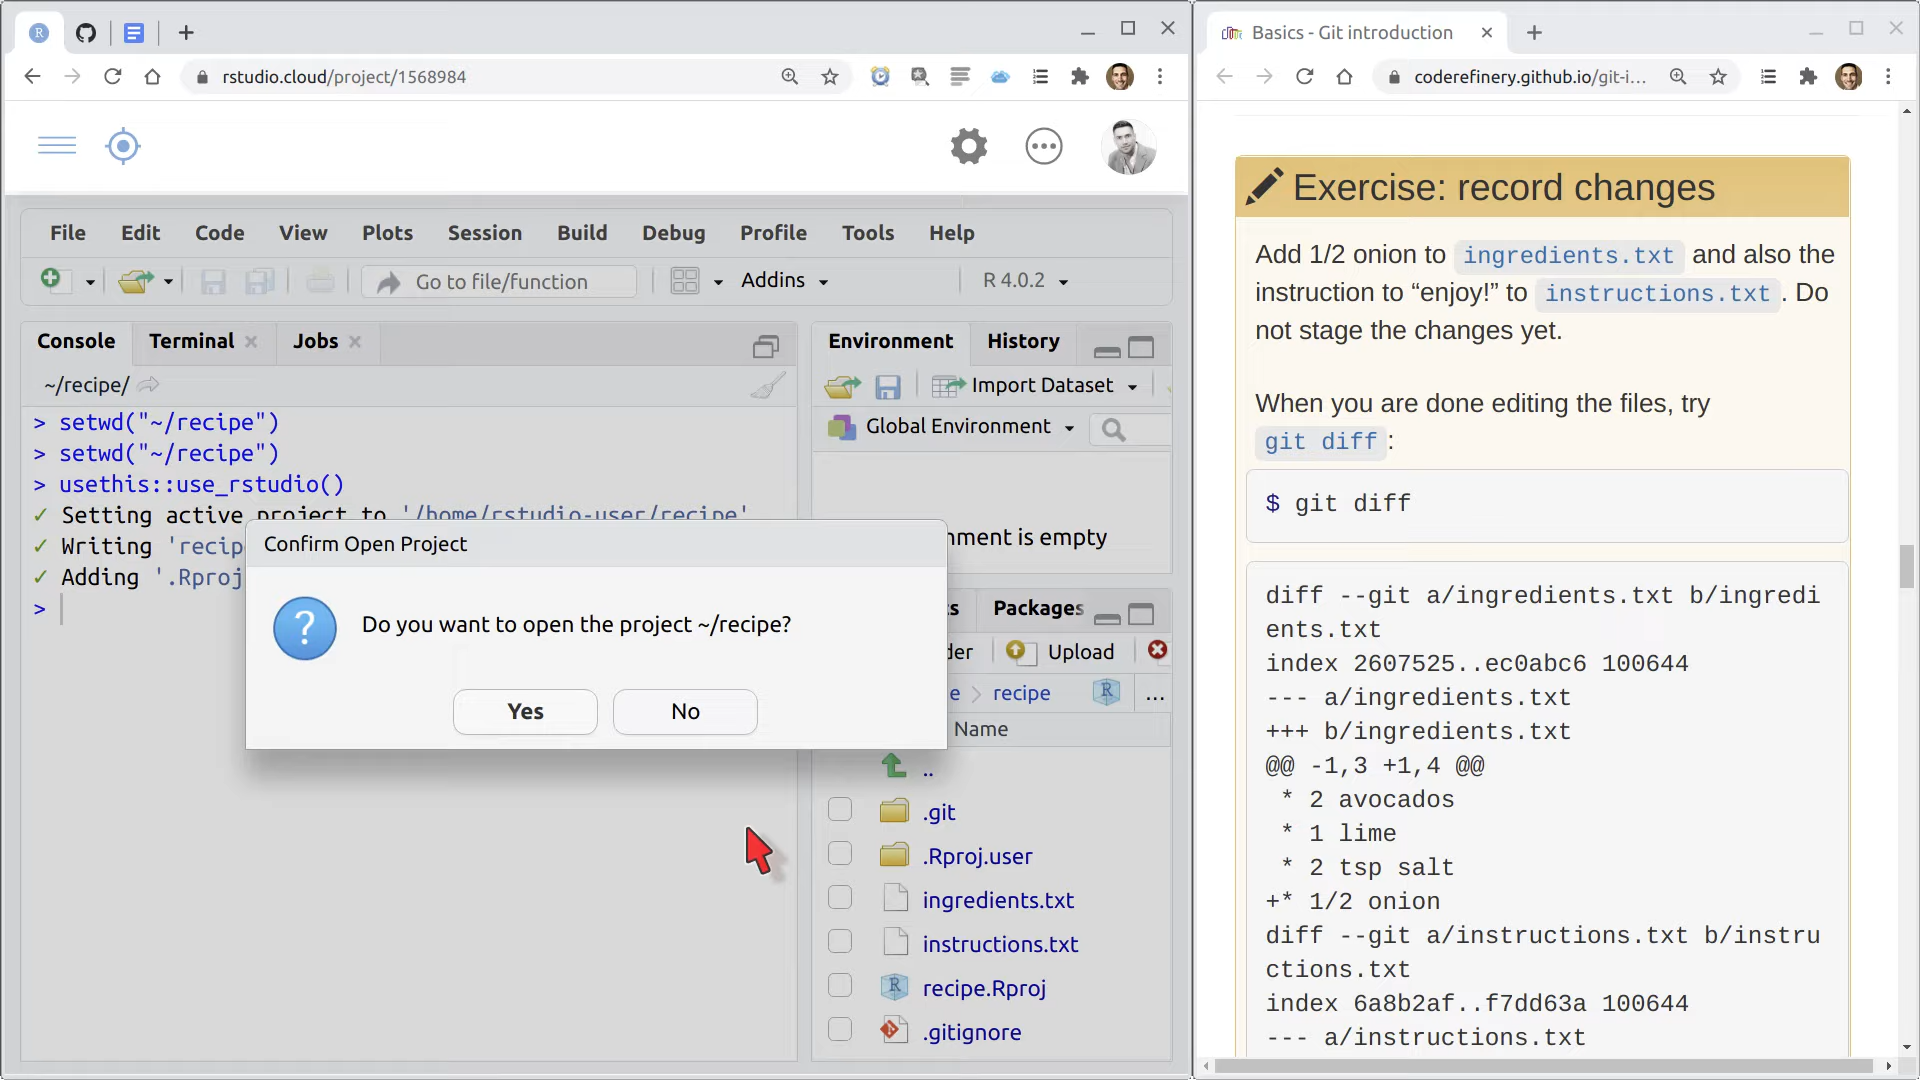 R
rstudio.cloud/project/1568984
File Edit Code View Plots Session Build Debug Profile Tools Help
Go to file/function Addins R 4.0.2
Console Terminal Jobs
~/recipe/
> setwd("~/recipe")
> setwd("~/recipe")
> usethis::use_rstudio()
✓ Setting active project to '/home/rstudio-user/recipe'
✓ Writing 'recip
✓ Adding '.Rproj
>
Confirm Open Project
Do you want to open the project ~/recipe?
Yes No
Environment History
Import Dataset
Global Environment
nment is empty
s Packages
der Upload
e recipe R ...
Name
..
.git
.Rproj.user
ingredients.txt
instructions.txt
R recipe.Rproj
.gitignore
Basics - Git introduction
coderefinery.github.io/git-i...
Exercise: record changes
Add 1/2 onion to ingredients.txt and also the
instruction to “enjoy!” to instructions.txt. Do
not stage the changes yet.
When you are done editing the files, try
git diff:
$ git diff
diff --git a/ingredients.txt b/ingredi
ents.txt
index 2607525..ec0abc6 100644
--- a/ingredients.txt
+++ b/ingredients.txt
@@ -1,3 +1,4 @@
* 2 avocados
* 1 lime
* 2 tsp salt
+* 1/2 onion
diff --git a/instructions.txt b/instru
ctions.txt
index 6a8b2af..f7dd63a 100644
--- a/instructions.txt